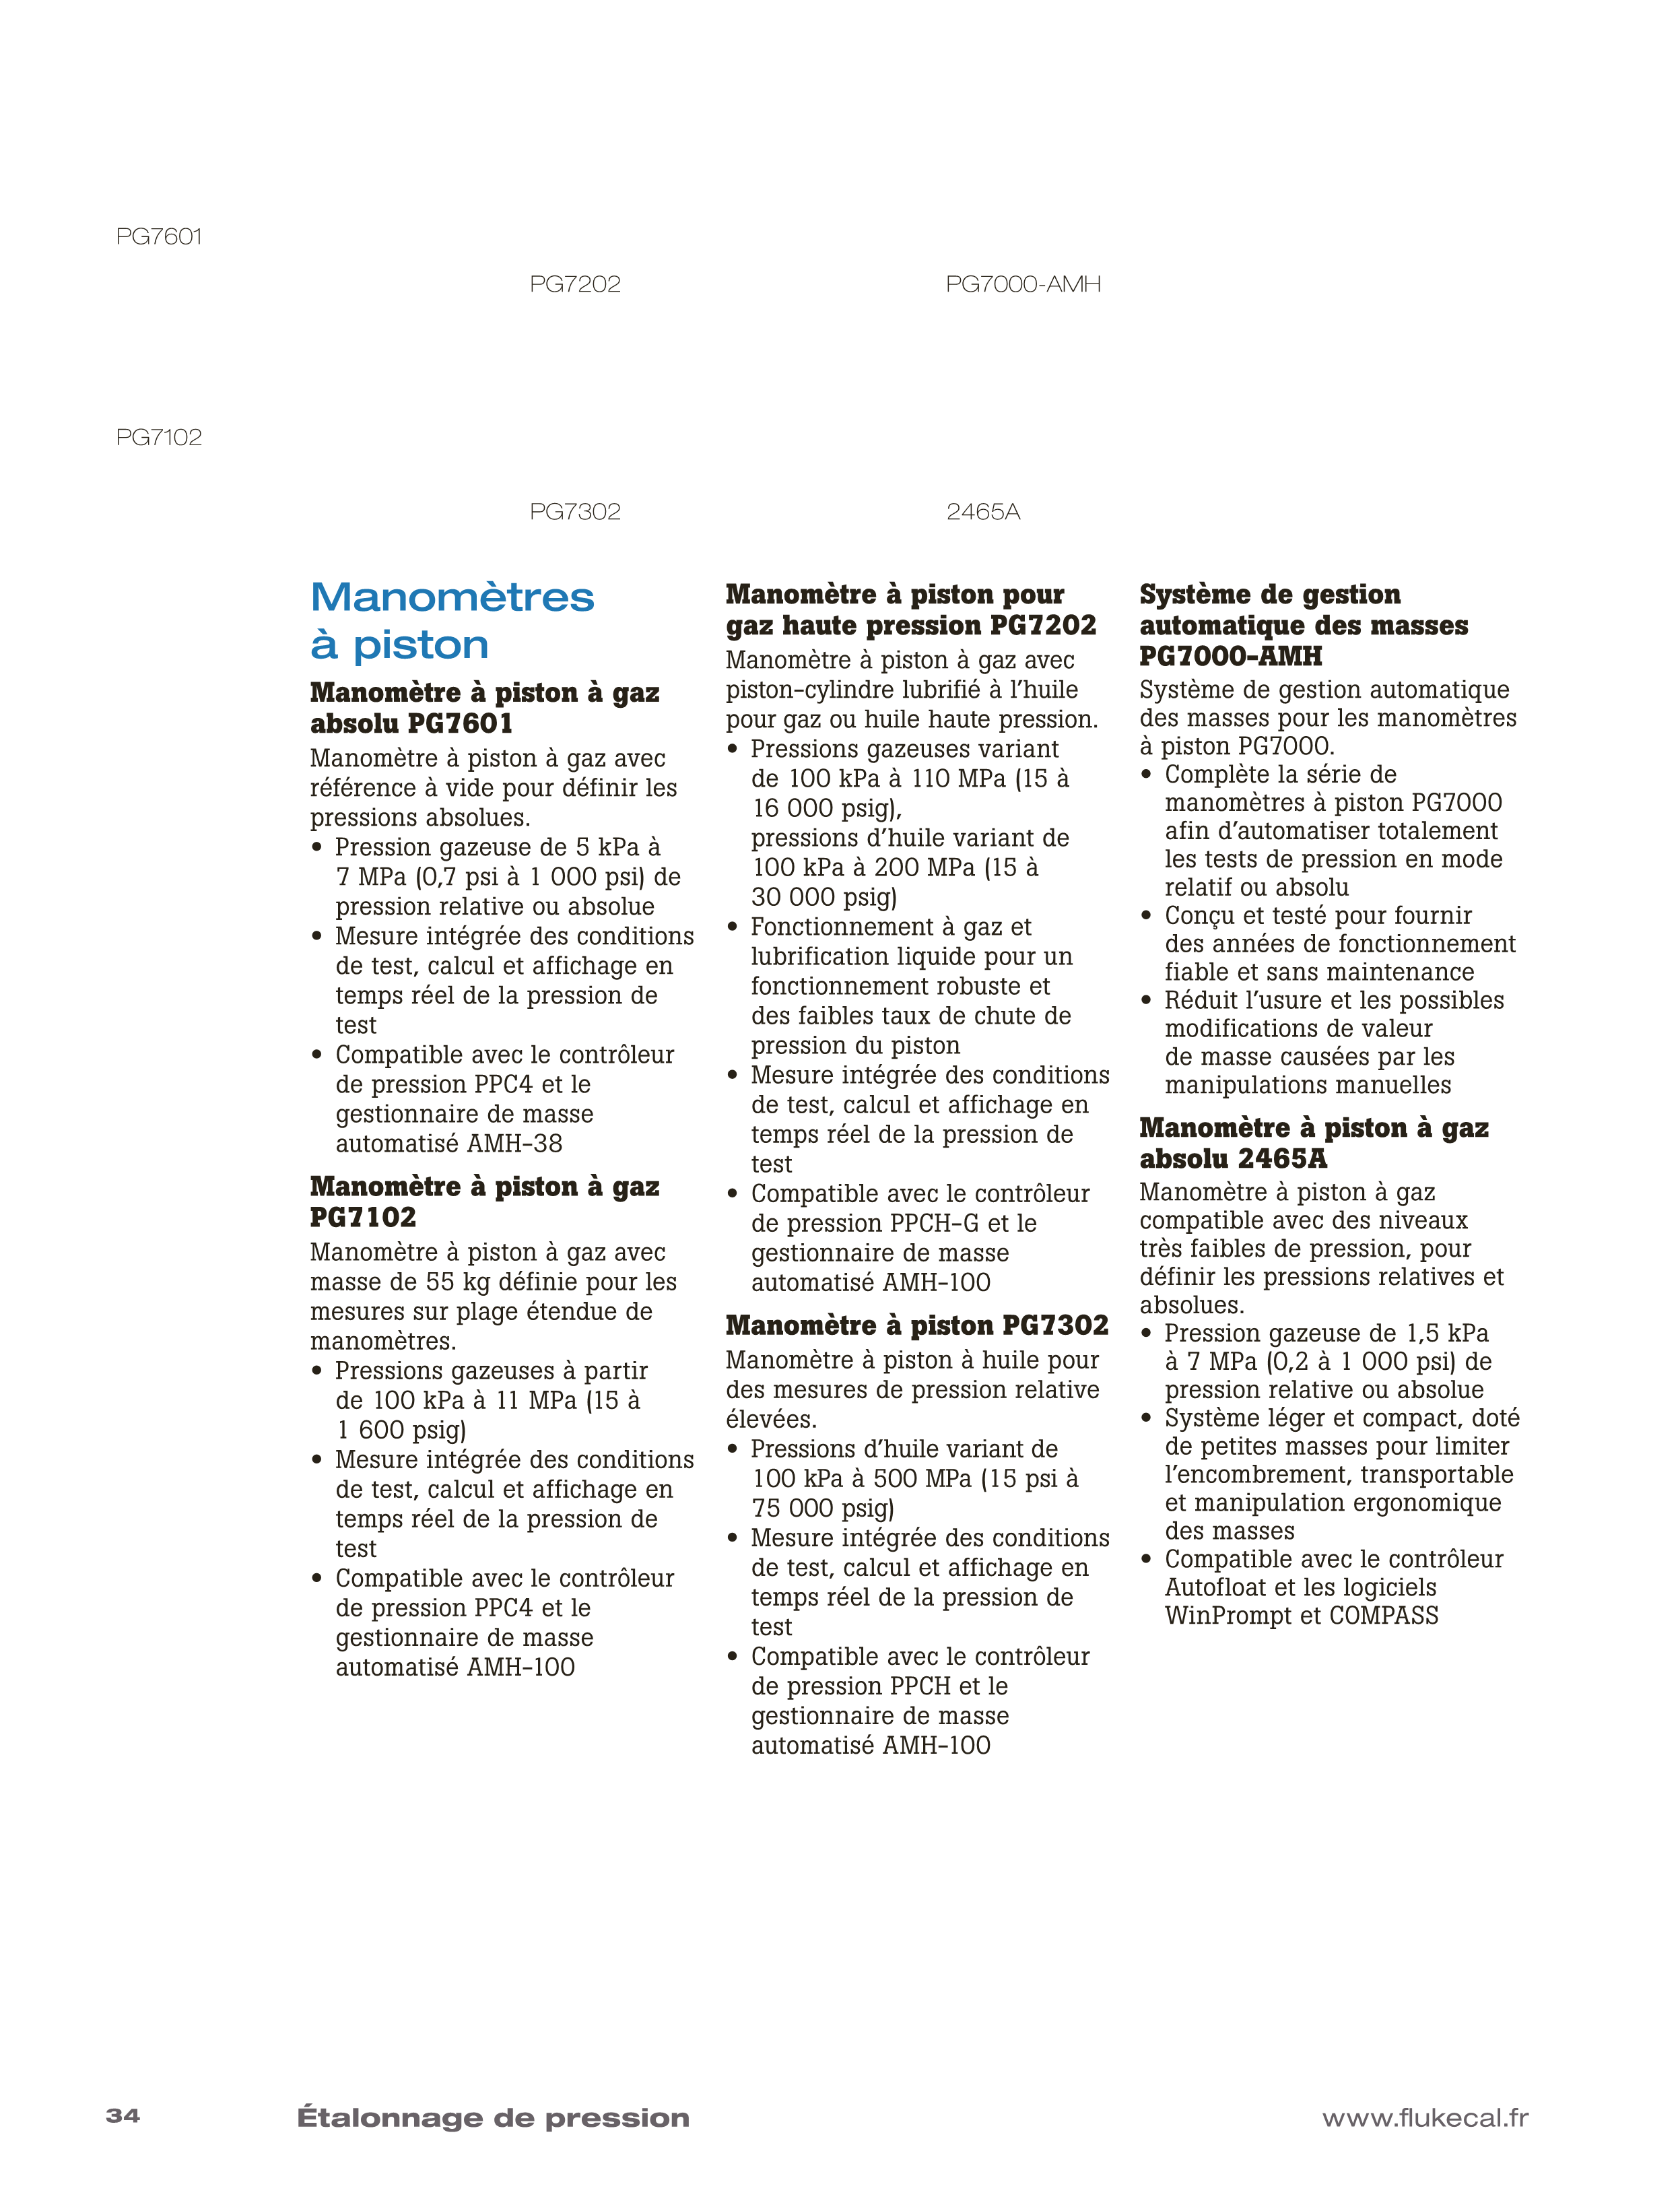 PG7601
PG7202
PG7000-AMH
PG7102
PG7302
2465A
Manomètres
à piston
Manomètre à piston à gaz
absolu PG7601
Manomètre à piston à gaz avec
référence à vide pour définir les
pressions absolues.
• Pression gazeuse de 5 kPa à
7 MPa (0,7 psi à 1 000 psi) de
pression relative ou absolue
• Mesure intégrée des conditions
de test, calcul et affichage en
temps réel de la pression de
test
• Compatible avec le contrôleur
de pression PPC4 et le
gestionnaire de masse
automatisé AMH-38
Manomètre à piston à gaz
PG7102
Manomètre à piston à gaz avec
masse de 55 kg définie pour les
mesures sur plage étendue de
manomètres.
• Pressions gazeuses à partir
de 100 kPa à 11 MPa (15 à
1 600 psig)
• Mesure intégrée des conditions
de test, calcul et affichage en
temps réel de la pression de
test
• Compatible avec le contrôleur
de pression PPC4 et le
gestionnaire de masse
automatisé AMH-100
Manomètre à piston pour
gaz haute pression PG7202
Manomètre à piston à gaz avec
piston-cylindre lubrifié à l'huile
pour gaz ou huile haute pression.
• Pressions gazeuses variant
de 100 kPa à 110 MPa (15 à
16 000 psig),
pressions d'huile variant de
100 kPa à 200 MPa (15 à
30 000 psig)
• Fonctionnement à gaz et
lubrification liquide pour un
fonctionnement robuste et
des faibles taux de chute de
pression du piston
• Mesure intégrée des conditions
de test, calcul et affichage en
temps réel de la pression de
test
• Compatible avec le contrôleur
de pression PPCH-G et le
gestionnaire de masse
automatisé AMH-100
Manomètre à piston PG7302
Manomètre à piston à huile pour
des mesures de pression relative
élevées.
• Pressions d'huile variant de
100 kPa à 500 MPa (15 psi à
75 000 psig)
• Mesure intégrée des conditions
de test, calcul et affichage en
temps réel de la pression de
test
• Compatible avec le contrôleur
de pression PPCH et le
gestionnaire de masse
automatisé AMH-100
Système de gestion
automatique des masses
PG7000-AMH
Système de gestion automatique
des masses pour les manomètres
à piston PG7000.
• Complète la série de
manomètres à piston PG7000
afin d'automatiser totalement
les tests de pression en mode
relatif ou absolu
• Conçu et testé pour fournir
des années de fonctionnement
fiable et sans maintenance
• Réduit l'usure et les possibles
modifications de valeur
de masse causées par les
manipulations manuelles
Manomètre à piston à gaz
absolu 2465A
Manomètre à piston à gaz
compatible avec des niveaux
très faibles de pression, pour
définir les pressions relatives et
absolues.
• Pression gazeuse de 1,5 kPa
à 7 MPa (0,2 à 1 000 psi) de
pression relative ou absolue
• Système léger et compact, doté
de petites masses pour limiter
l'encombrement, transportable
et manipulation ergonomique
des masses
• Compatible avec le contrôleur
Autofloat et les logiciels
WinPrompt et COMPASS
34
Étalonnage de pression
www.flukecal.fr